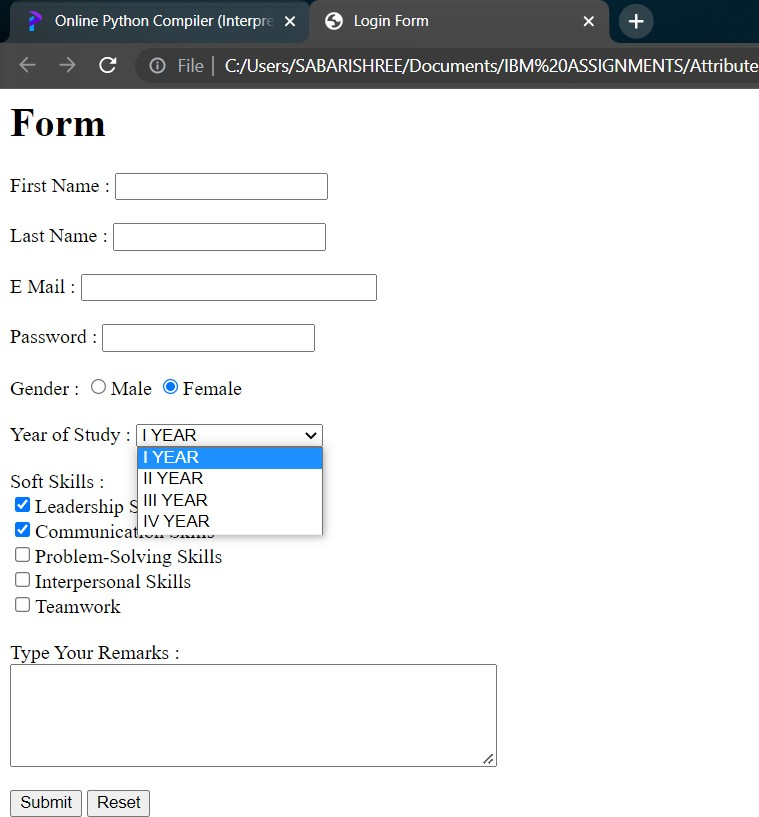 Online Python Compiler (Interpre
Login Form
File
C:/Users/SABARISHREE/Documents/IBM%20ASSIGNMENTS/Attribute
Form
First Name :
Last Name :
E Mail :
Password :
Gender : Male Female
Year of Study : I YEAR
I YEAR
II YEAR
III YEAR
IV YEAR
Soft Skills :
Leadership S
Communication Skills
Problem-Solving Skills
Interpersonal Skills
Teamwork
Type Your Remarks :
Submit Reset